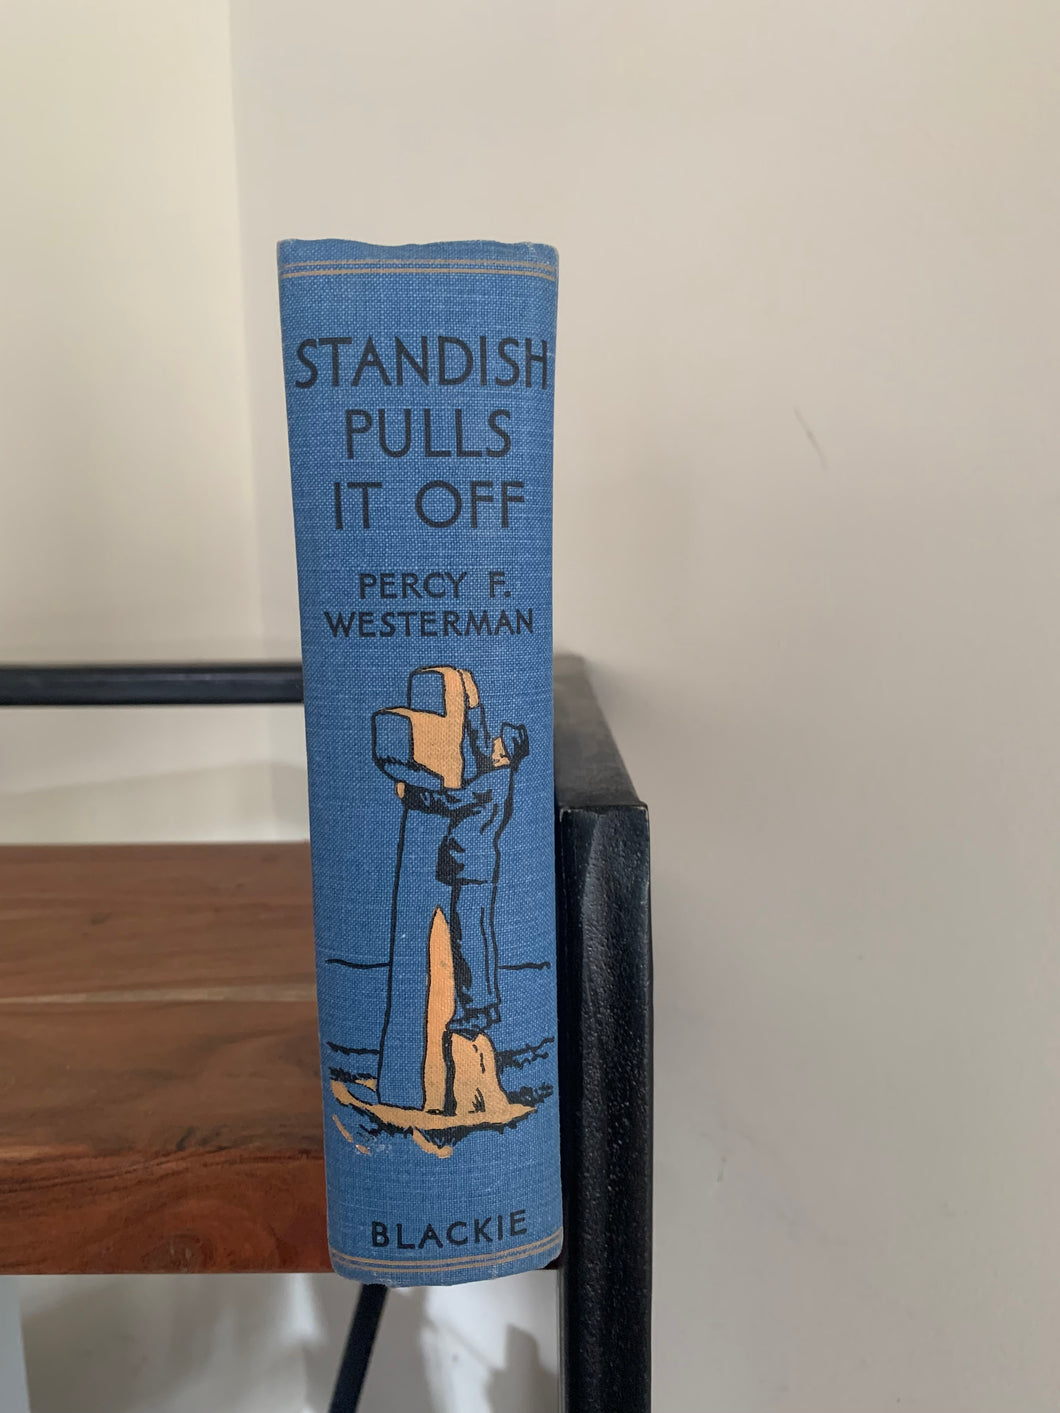 STANDISH
PULLS
IT OFF
PERCY F.
WESTERMAN
BLACKIE